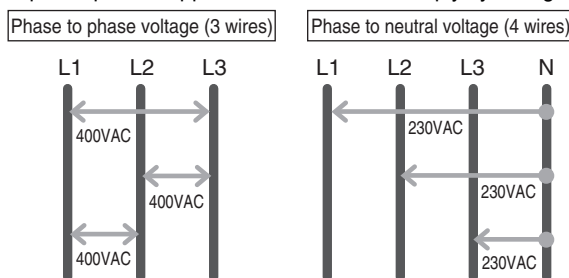 Phase to phase voltage (3 wires)
L1 L2 L3
400VAC
400VAC
400VAC
Phase to neutral voltage (4 wires)
L1 L2 L3 N
230VAC
230VAC
230VAC